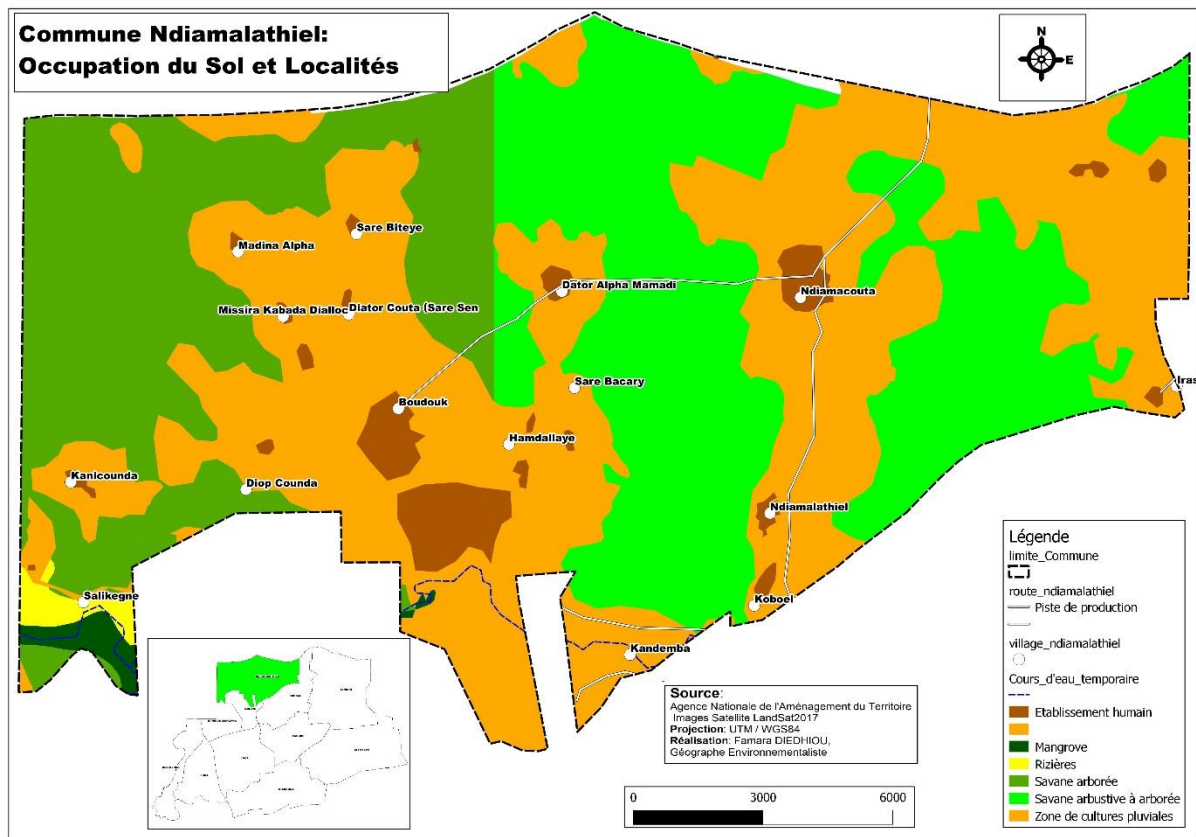 Commune Ndiamalathiel:
Occupation du Sol et Localités
N
E
Sare Biteye
Madina Alpha
Dator Alpha Mamadi
Ndiamacouta
Missira Kabada Dialloc
Diator Couta (Sare Sen
Sare Bacary
Iras
Boudouk
Hamdallaye
Kanicounda
Diop Counda
Ndiamalathiel
Salikegne
Koboel
Kandemba
Légende
limite_Commune
route_ndiamalathiel
Piste de production
village_ndiamalathiel
Cours_d'eau_temporaire
Etablissement humain
Mangrove
Rizières
Savane arborée
Savane arbustive à arborée
Zone de cultures pluviales
Source:
Agence Nationale de l'Aménagement du Territoire
Images Satellite LandSat2017
Projection: UTM / WGS84
Réalisation: Famara DIEDHIOU,
Géographe Environnementaliste
0 3000 6000